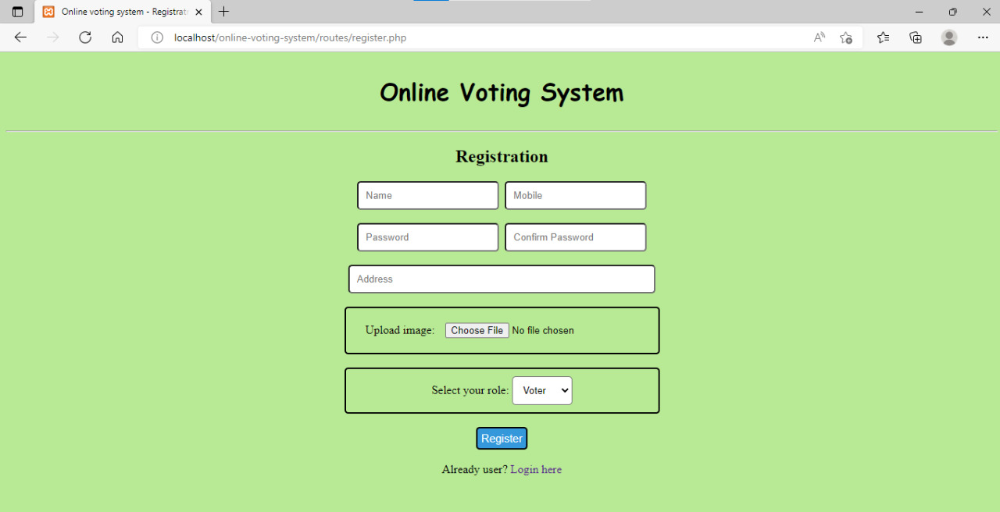 Online voting system - Registrat
localhost/online-voting-system/routes/register.php
Online Voting System
Registration
Name Mobile
Password Confirm Password
Address
Upload image: Choose File No file chosen
Select your role: Voter
Register
Already user? Login here